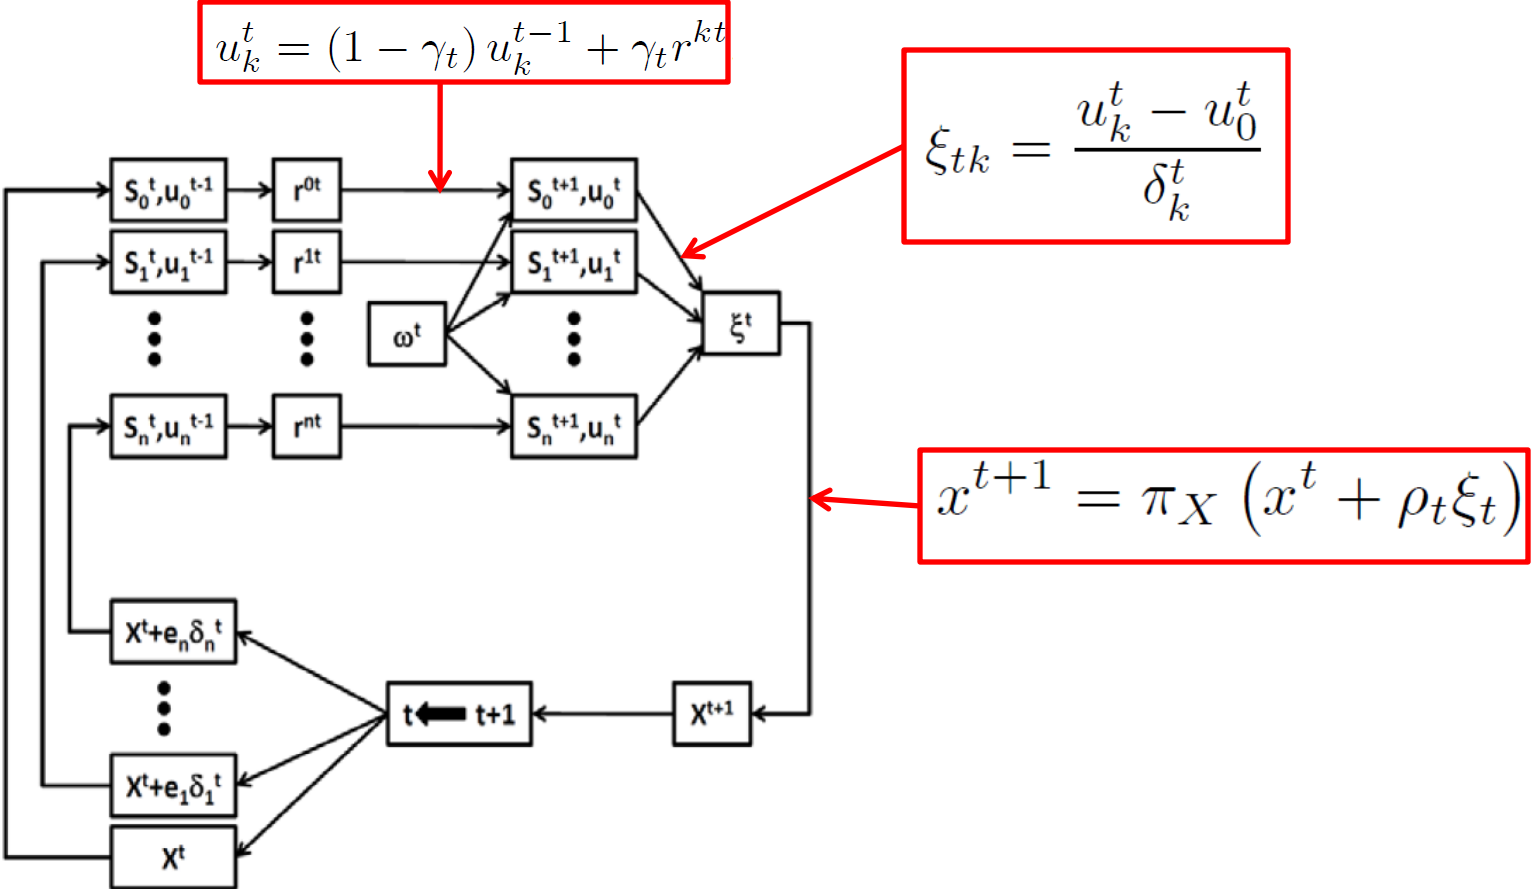 u_k^t = (1 − γ_t) u_k^{t−1} + γ_t r^{kt}
ξ_{tk} = \frac{u_k^t − u_0^t}{δ_k^t}
S_0^t,u_0^{t-1}
r^{0t}
S_0^{t+1},u_0^t
S_1^t,u_1^{t-1}
r^{1t}
S_1^{t+1},u_1^t
ω^t
ξ^t
S_n^t,u_n^{t-1}
r^{nt}
S_n^{t+1},u_n^t
x^{t+1} = π_X (x^t + ρ_t ξ_t)
X^t+e_nδ_n^t
t ⬅ t+1
X^{t+1}
X^t+e_1δ_1^t
X^t